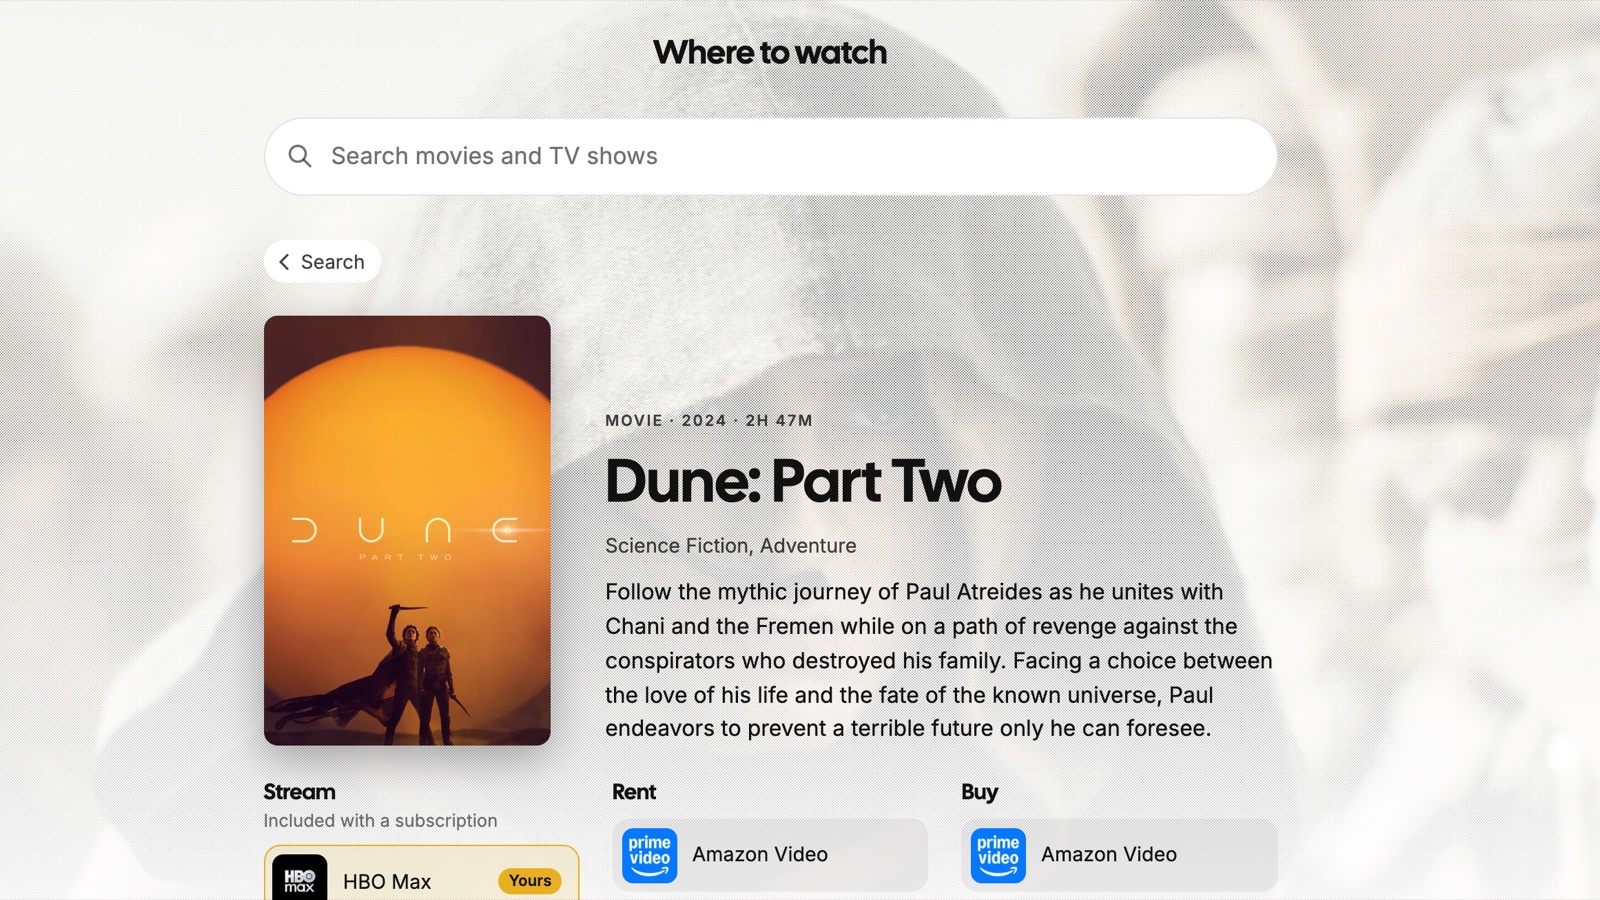 Where to watch
Search movies and TV shows
Search
DUNE
PART TWO
MOVIE · 2024 · 2H 47M
Dune: Part Two
Science Fiction, Adventure
Follow the mythic journey of Paul Atreides as he unites with
Chani and the Fremen while on a path of revenge against the
conspirators who destroyed his family. Facing a choice between
the love of his life and the fate of the known universe, Paul
endeavors to prevent a terrible future only he can foresee.
Stream
Included with a subscription
HBO
max
HBO Max
Yours
Rent
prime
video
Amazon Video
Buy
prime
video
Amazon Video